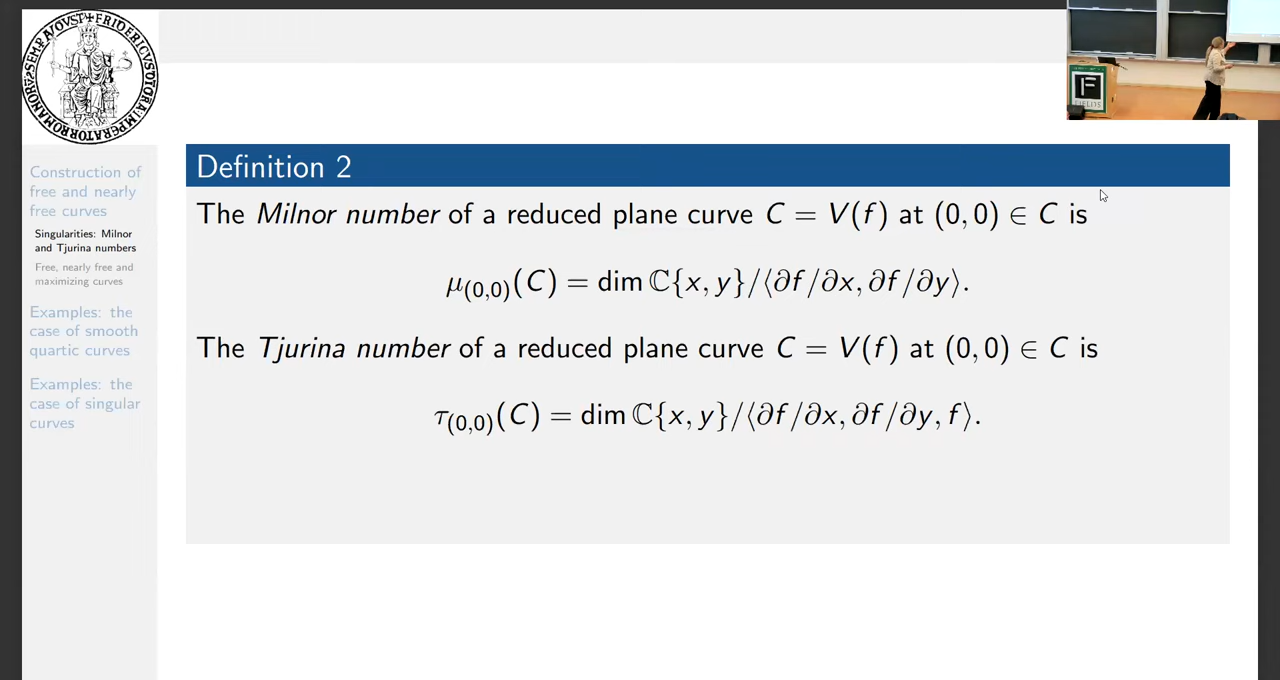 Construction of
free and nearly
free curves
Singularities: Milnor
and Tjurina numbers
Free, nearly free and
maximizing curves
Examples: the
case of smooth
quartic curves
Examples: the
case of singular
curves
Definition 2
The Milnor number of a reduced plane curve C = V(f) at (0, 0) ∈ C is
μ(0,0)(C) = dim ℂ{x, y}/⟨∂f/∂x, ∂f/∂y⟩.
The Tjurina number of a reduced plane curve C = V(f) at (0, 0) ∈ C is
τ(0,0)(C) = dim ℂ{x, y}/⟨∂f/∂x, ∂f/∂y, f⟩.
F
FIELDS